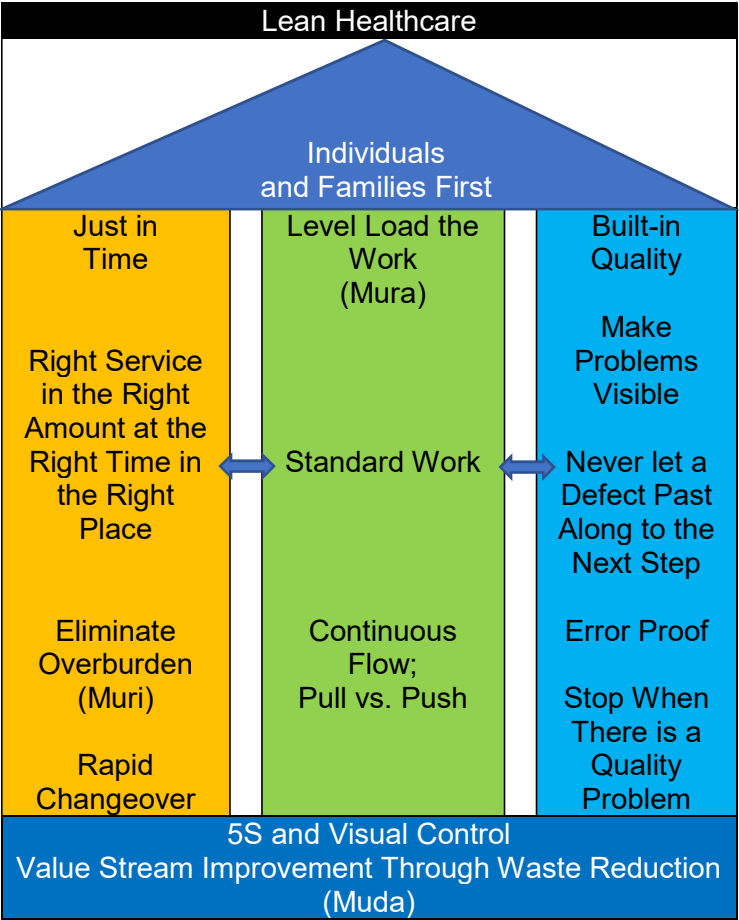 Lean Healthcare
Individuals
and Families First
Just in
Time
Right Service
in the Right
Amount at the
Right Time in
the Right
Place
Eliminate
Overburden
(Muri)
Rapid
Changeover
Level Load the
Work
(Mura)
Standard Work
Continuous
Flow;
Pull vs. Push
Built-in
Quality
Make
Problems
Visible
Never let a
Defect Past
Along to the
Next Step
Error Proof
Stop When
There is a
Quality
Problem
5S and Visual Control
Value Stream Improvement Through Waste Reduction
(Muda)